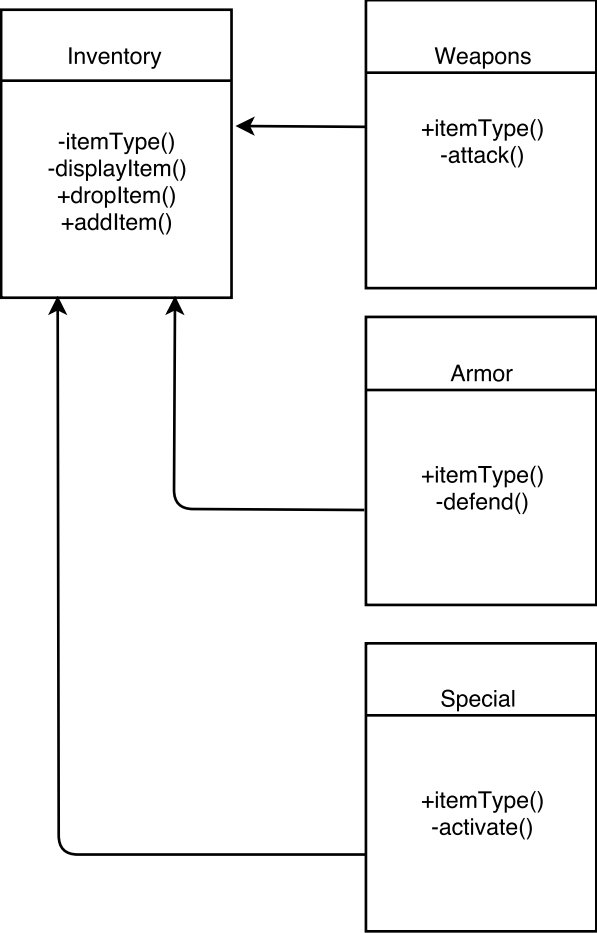 Inventory
-itemType()
-displayItem()
+dropItem()
+addItem()
Weapons
+itemType()
-attack()
Armor
+itemType()
-defend()
Special
+itemType()
-activate()